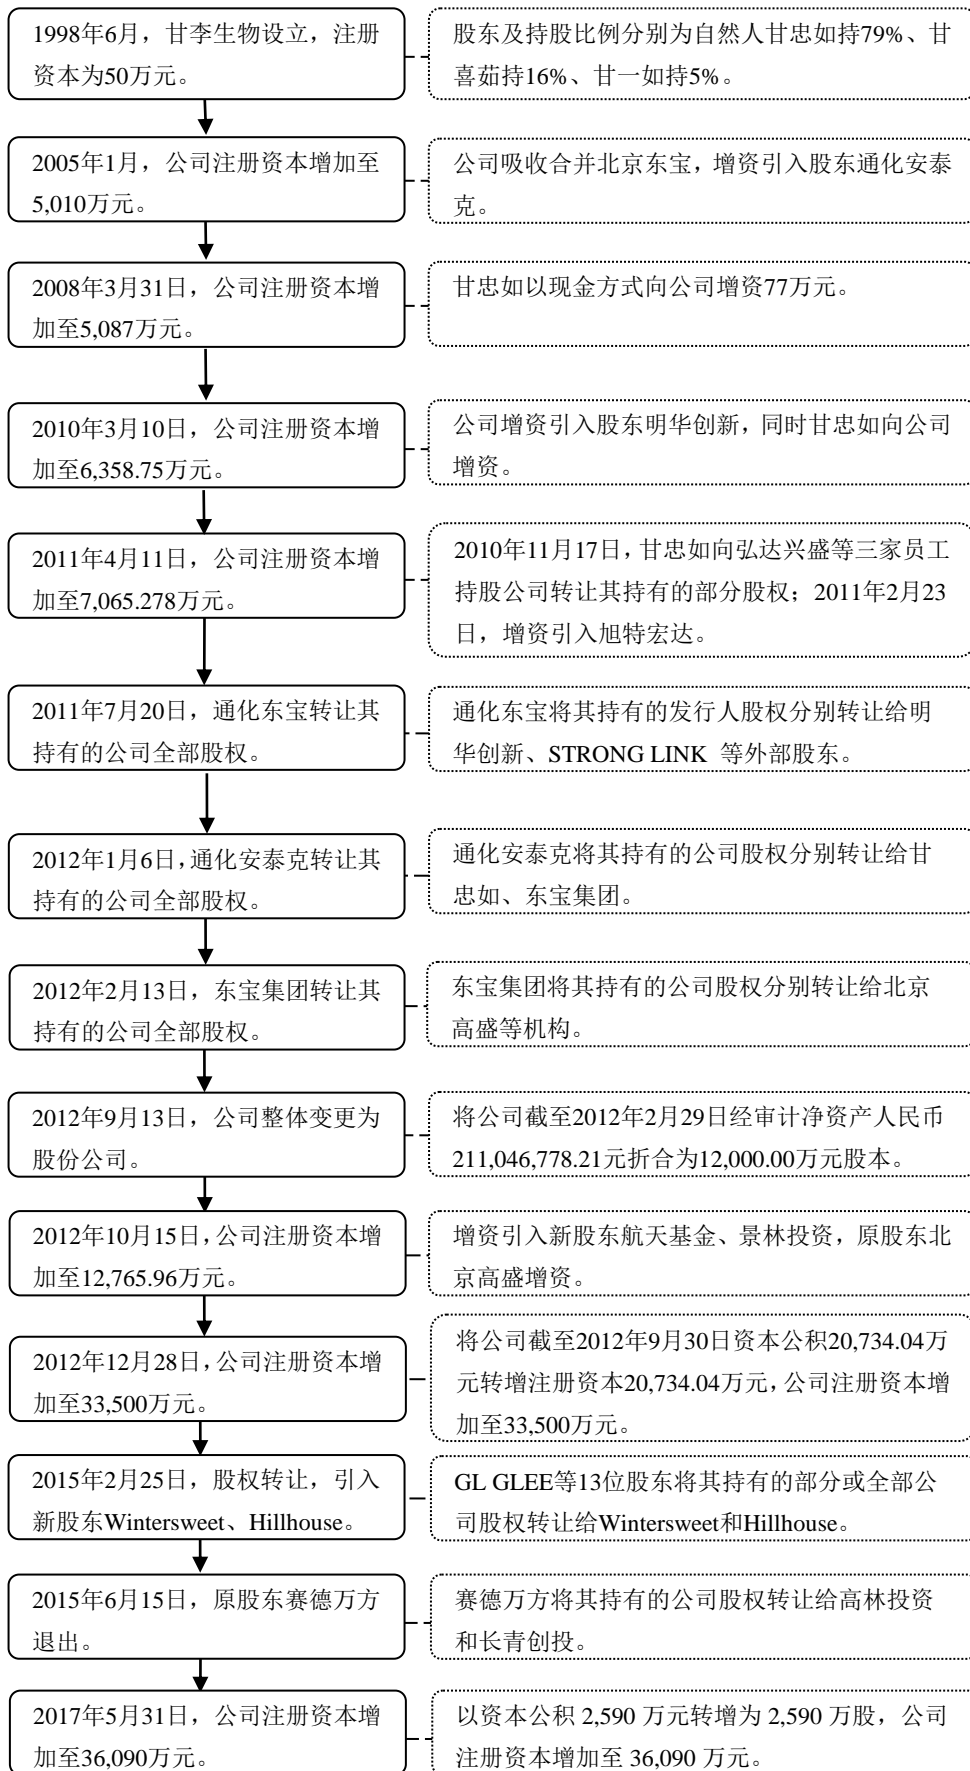 1998年6月，甘李生物设立，注册
资本为50万元。
股东及持股比例分别为自然人甘忠如持79%、甘
喜茹持16%、甘一如持5%。
2005年1月，公司注册资本增加至
5,010万元。
公司吸收合并北京东宝，增资引入股东通化安泰
克。
2008年3月31日，公司注册资本增
加至5,087万元。
甘忠如以现金方式向公司增资77万元。
2010年3月10日，公司注册资本增
加至6,358.75万元。
公司增资引入股东明华创新，同时甘忠如向公司
增资。
2011年4月11日，公司注册资本增
加至7,065.278万元。
2010年11月17日，甘忠如向弘达兴盛等三家员工
持股公司转让其持有的部分股权；2011年2月23
日，增资引入旭特宏达。
2011年7月20日，通化东宝转让其
持有的公司全部股权。
通化东宝将其持有的发行人股权分别转让给明
华创新、STRONG LINK 等外部股东。
2012年1月6日，通化安泰克转让其
持有的公司全部股权。
通化安泰克将其持有的公司股权分别转让给甘
忠如、东宝集团。
2012年2月13日，东宝集团转让其
持有的公司全部股权。
东宝集团将其持有的公司股权分别转让给北京
高盛等机构。
2012年9月13日，公司整体变更为
股份公司。
将公司截至2012年2月29日经审计净资产人民币
211,046,778.21元折合为12,000.00万元股本。
2012年10月15日，公司注册资本增
加至12,765.96万元。
增资引入新股东航天基金、景林投资，原股东北
京高盛增资。
2012年12月28日，公司注册资本增
加至33,500万元。
将公司截至2012年9月30日资本公积20,734.04万
元转增注册资本20,734.04万元，公司注册资本增
加至33,500万元。
2015年2月25日，股权转让，引入
新股东Wintersweet、Hillhouse。
GL GLEE等13位股东将其持有的部分或全部公
司股权转让给Wintersweet和Hillhouse。
2015年6月15日，原股东赛德万方
退出。
赛德万方将其持有的公司股权转让给高林投资
和长青创投。
2017年5月31日，公司注册资本增
加至36,090万元。
以资本公积 2,590 万元转增为 2,590 万股，公司
注册资本增加至 36,090 万元。